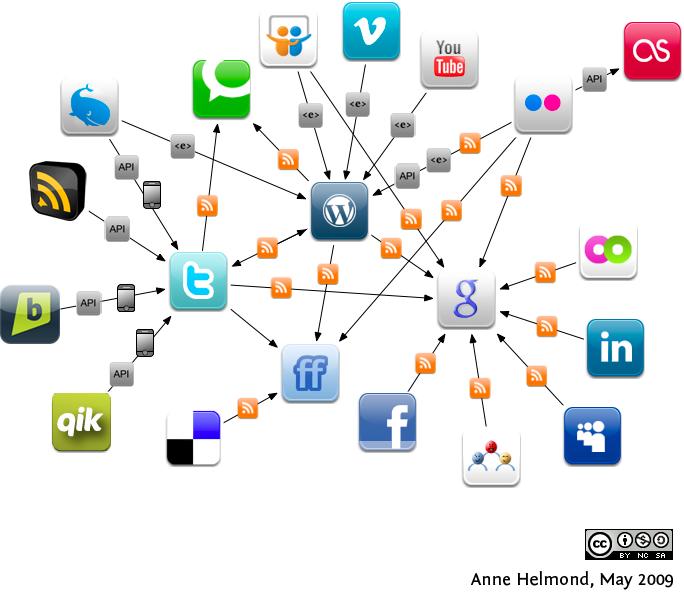 You
Tube
API
<e>
<e>
<e>
<e>
<e>
API
API
API
b
API
API
qik
t
W
g
ff
f
in
cc
BY NC SA
Anne Helmond, May 2009